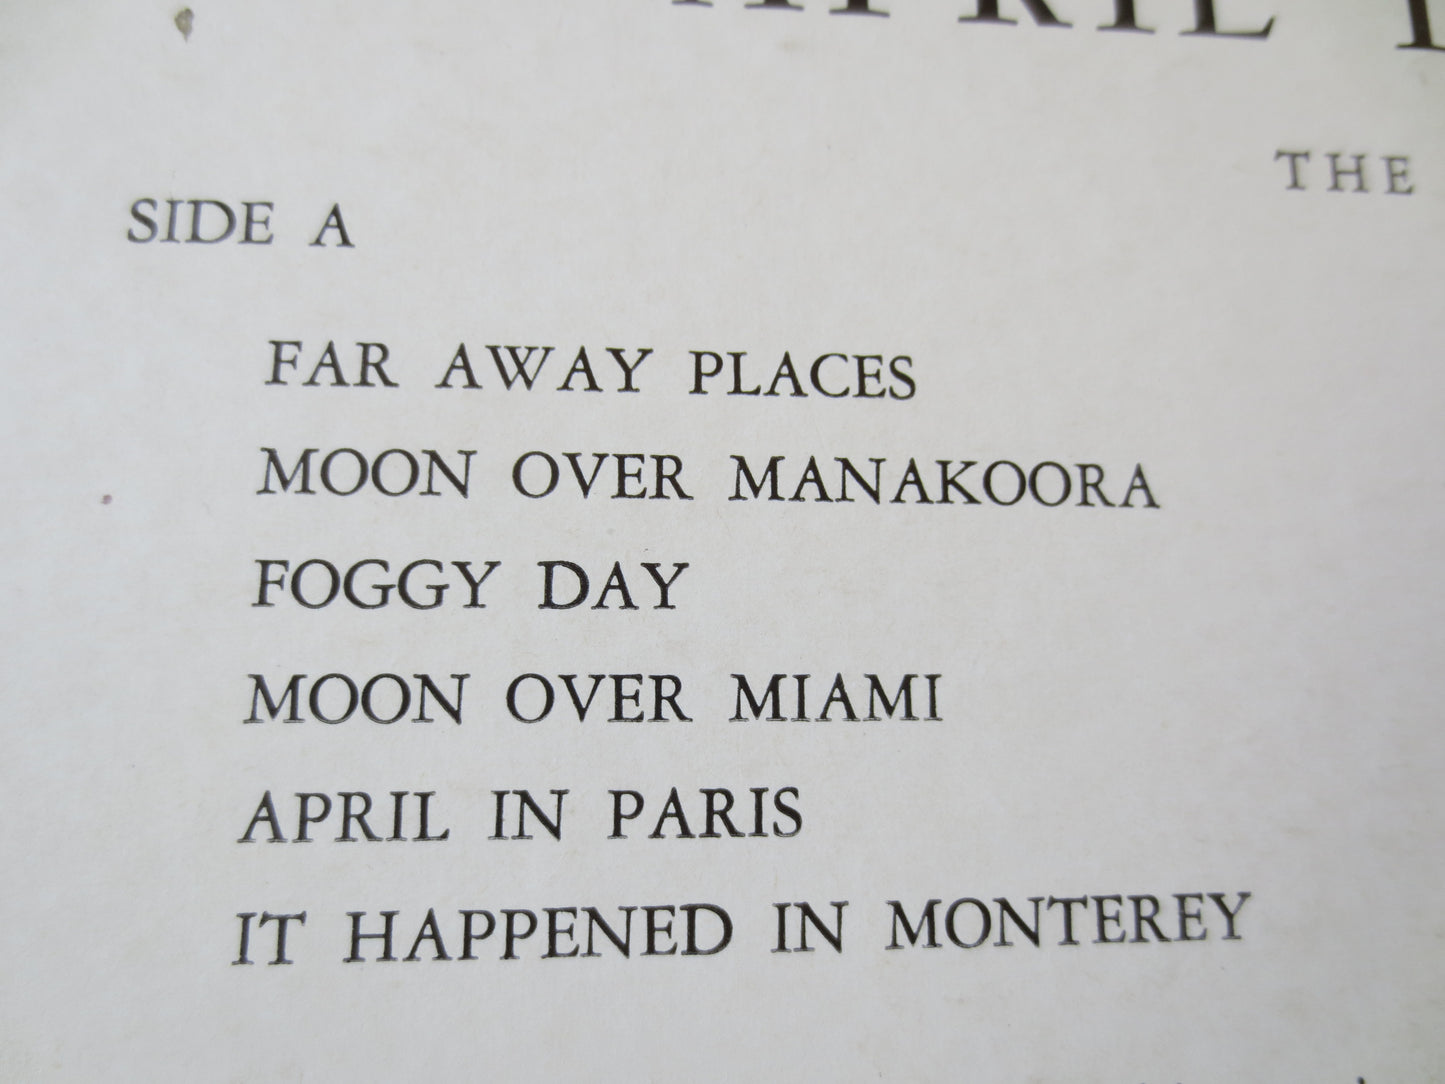 APRIL
THE
SIDE A
FAR AWAY PLACES
MOON OVER MANAKOORA
FOGGY DAY
MOON OVER MIAMI
APRIL IN PARIS
IT HAPPENED IN MONTEREY